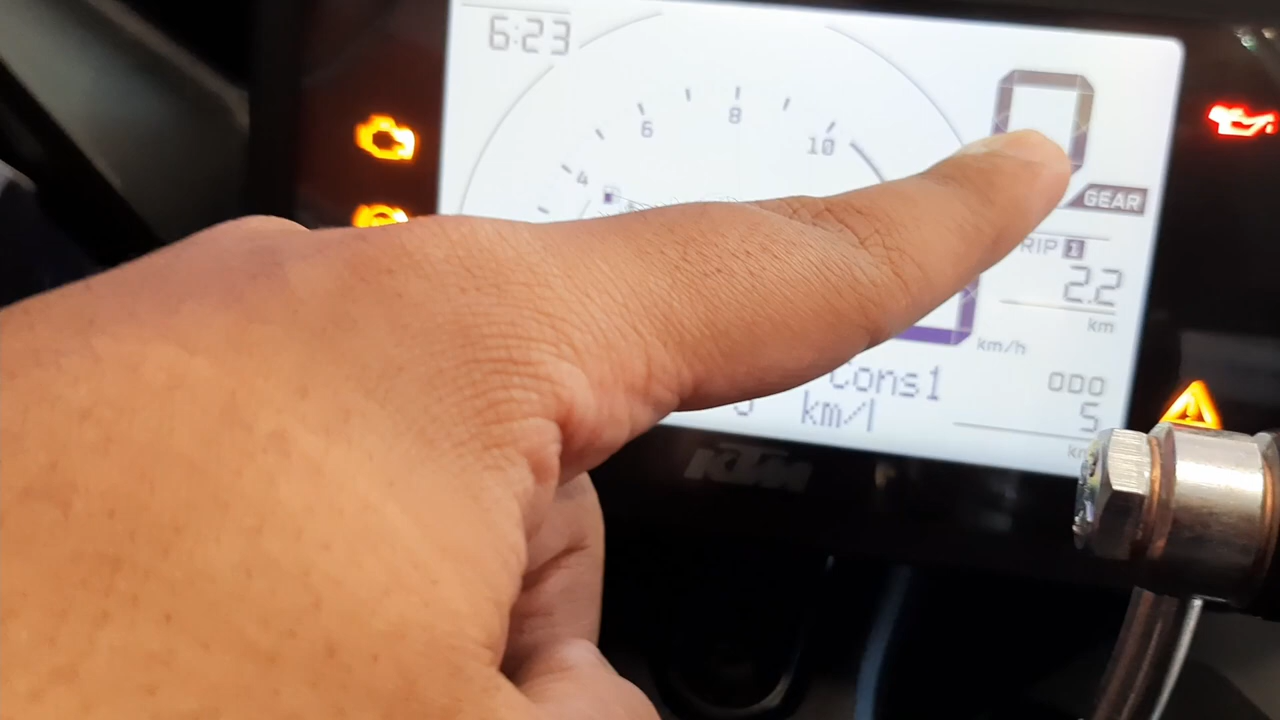 6:23
6
8
10
4
0
GEAR
RIP 1
2.2
km
km/h
Cons1
ODO
km/l
5
KTM